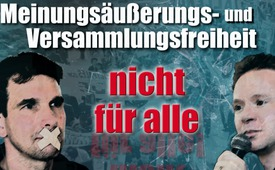 Meinungsäußerungs- und
Versammlungsfreiheit
nicht
für alle